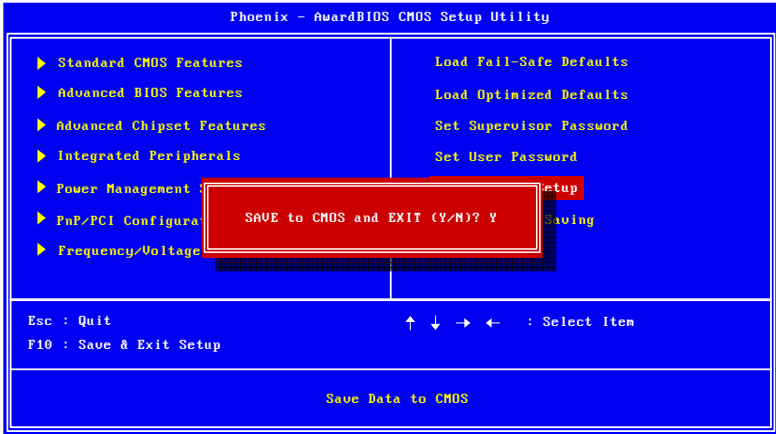 Phoenix - AwardBIOS CMOS Setup Utility
Standard CMOS Features
Advanced BIOS Features
Advanced Chipset Features
Integrated Peripherals
Power Management
PnP/PCI
Frequency/Voltage
Load Fail-Safe Defaults
Load Optimized Defaults
Set Supervisor Password
Set User Password
Saving
SAVE to CMOS and EXIT (Y/N)? Y
Esc : Quit
F10 : Save & Exit Setup
↑ ↓ → ← : Select Item
Save Data to CMOS